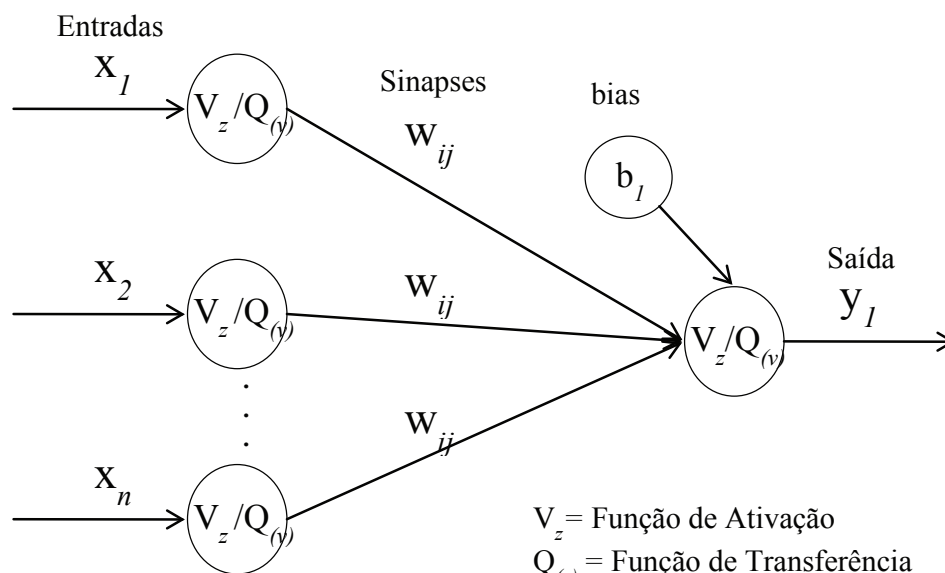 Entradas
x1
Vz/Q(v)
Sinapses
wij
bias
b1
x2
Vz/Q(v)
wij
Saída
y1
Vz/Q(v)
wij
xn
Vz/Q(v)
Vz= Função de Ativação
Q(v) = Função de Transferência